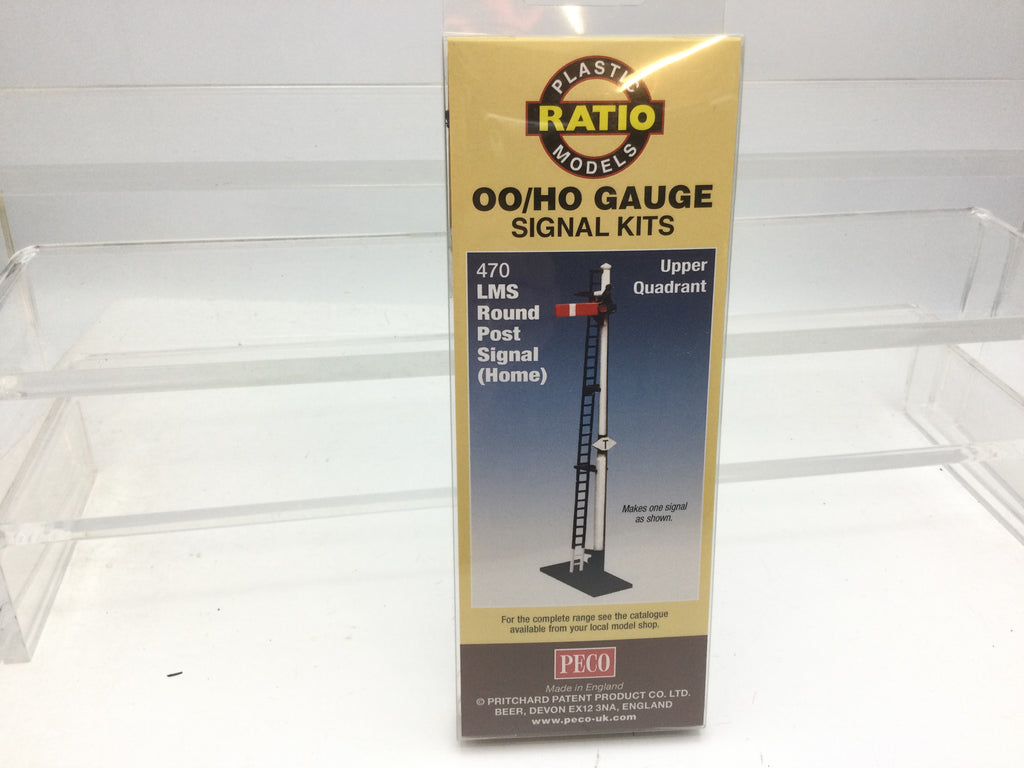 PLASTIC
RATIO
MODELS
OO/HO GAUGE
SIGNAL KITS
470
LMS
Round
Post
Signal
(Home)
Upper
Quadrant
T
Makes one signal
as shown.
For the complete range see the catalogue
available from your local model shop.
PECO
Made in England
© PRITCHARD PATENT PRODUCT CO. LTD.
BEER, DEVON EX12 3NA, ENGLAND
www.peco-uk.com